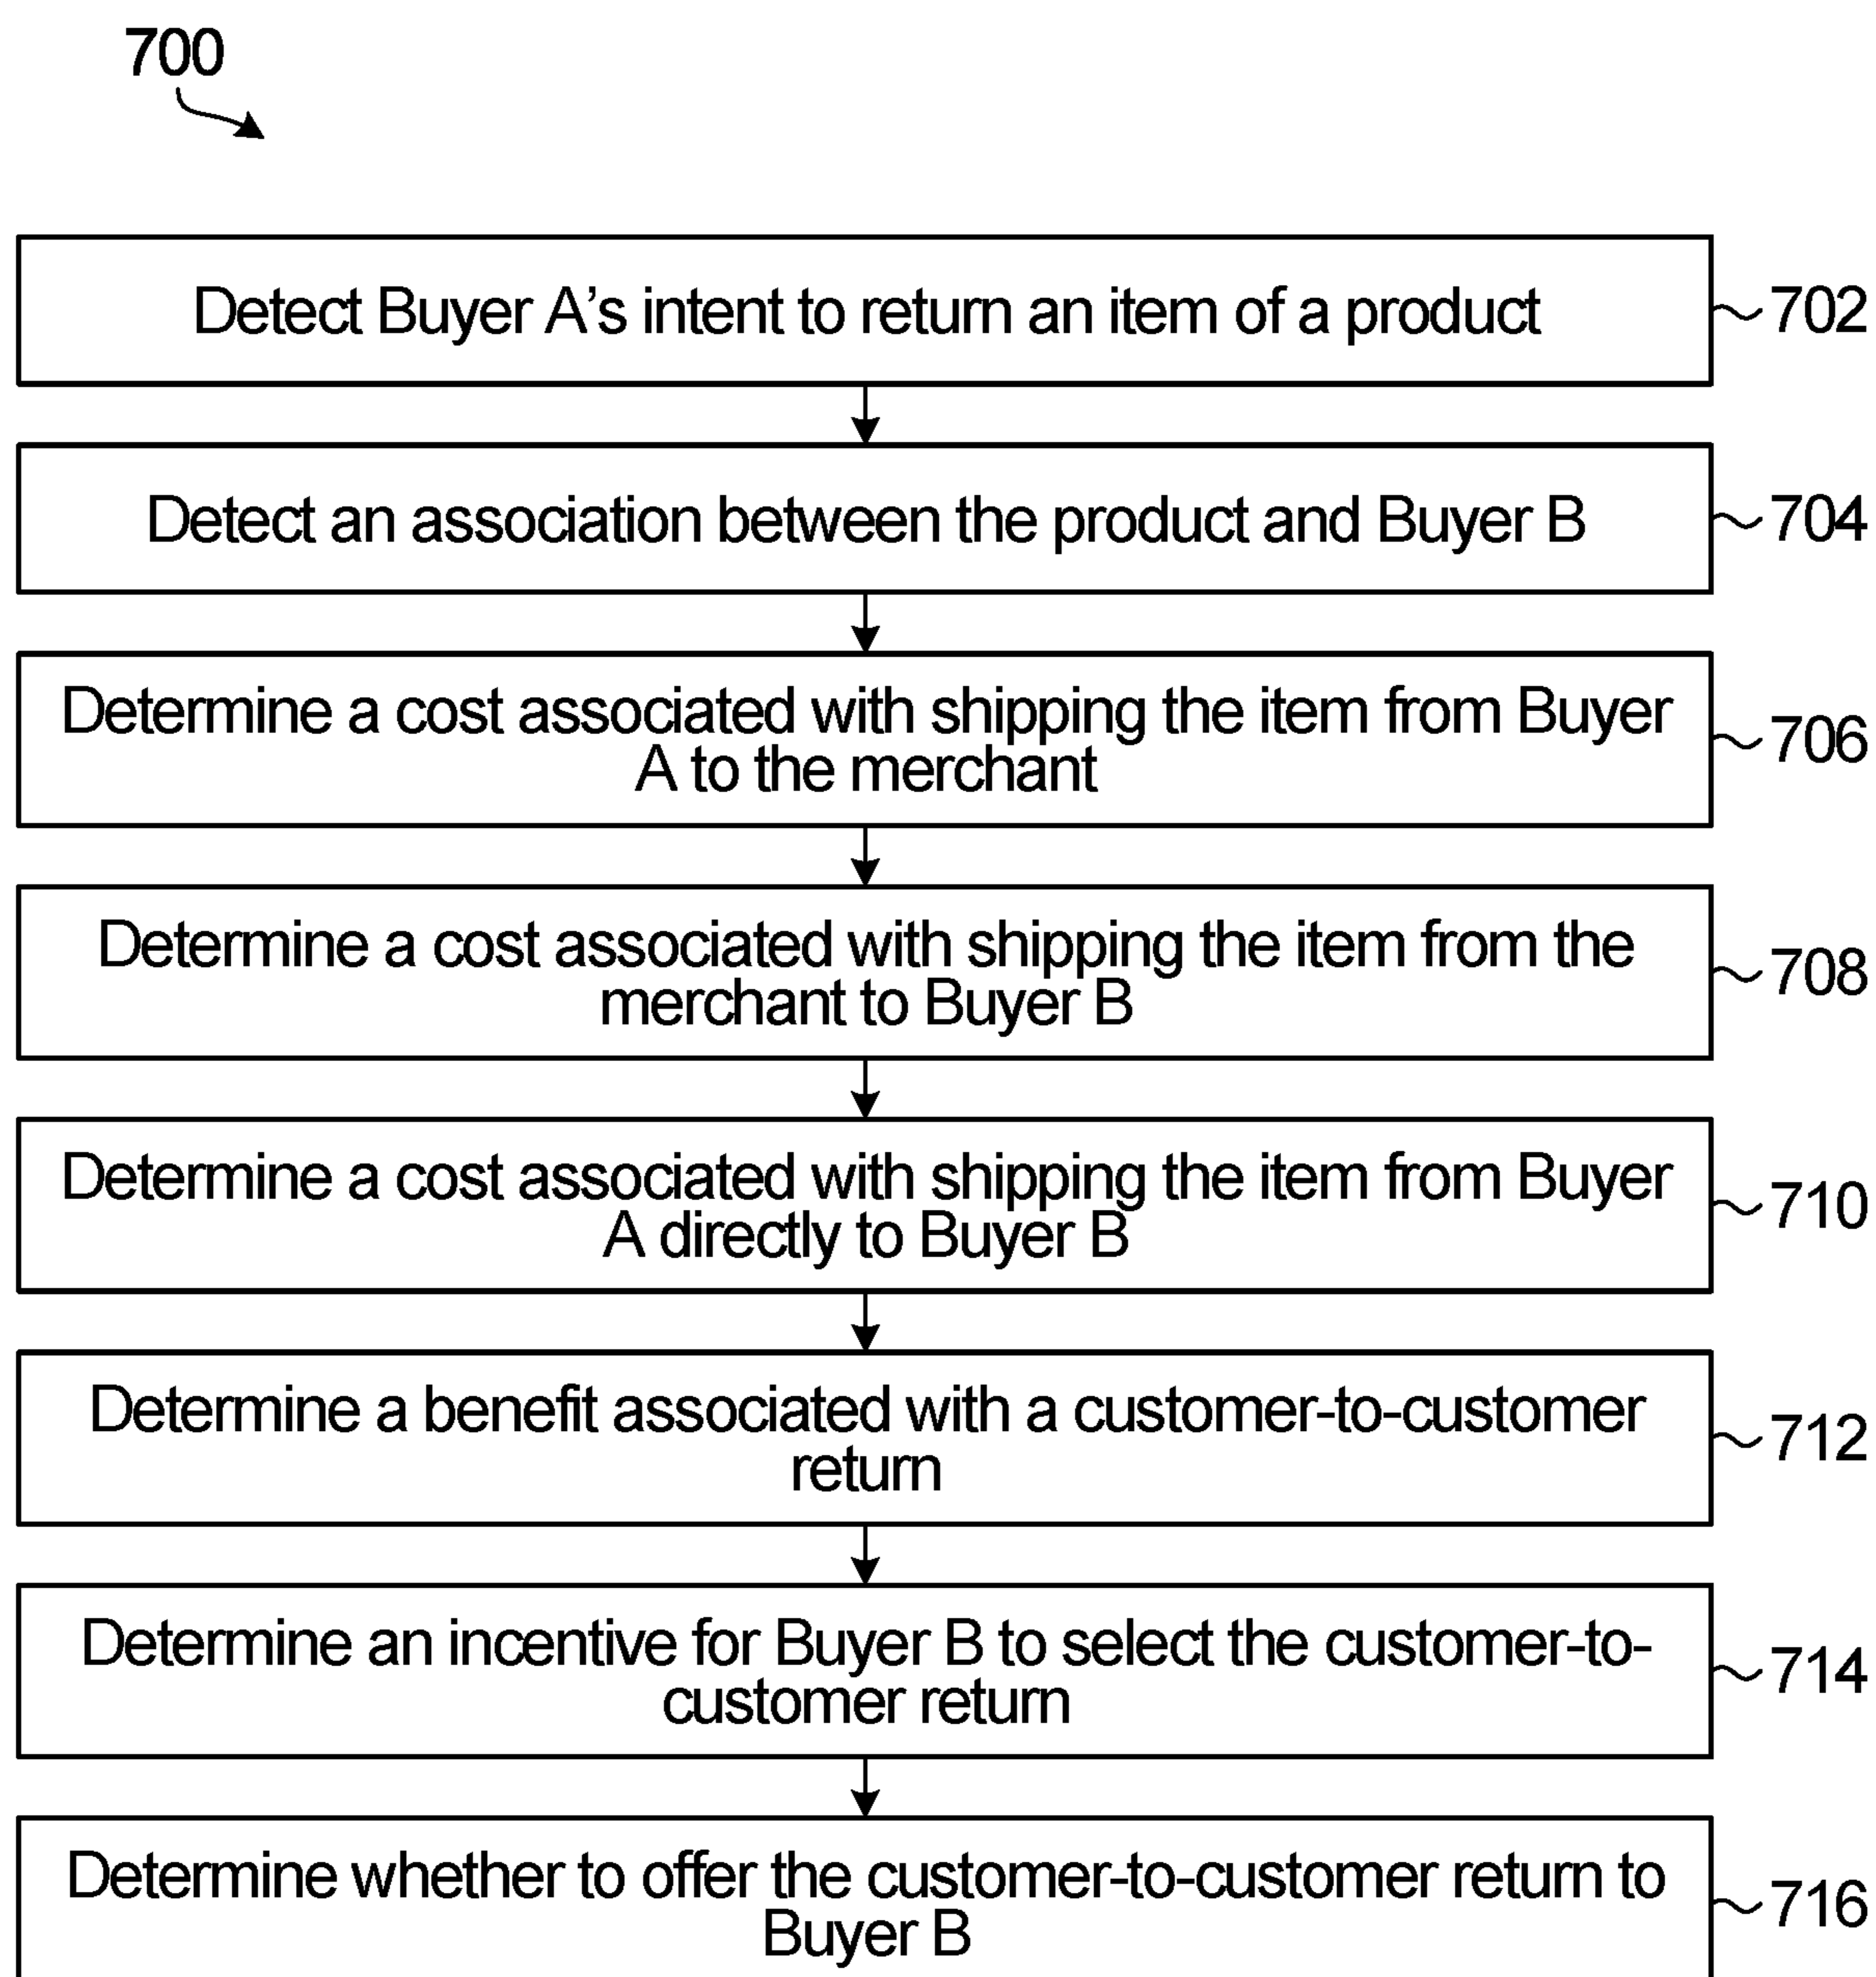 700
Detect Buyer A’s intent to return an item of a product
702
Detect an association between the product and Buyer B
704
Determine a cost associated with shipping the item from Buyer
A to the merchant
706
Determine a cost associated with shipping the item from the
merchant to Buyer B
708
Determine a cost associated with shipping the item from Buyer
A directly to Buyer B
710
Determine a benefit associated with a customer-to-customer
return
712
Determine an incentive for Buyer B to select the customer-to-
customer return
714
Determine whether to offer the customer-to-customer return to
Buyer B
716